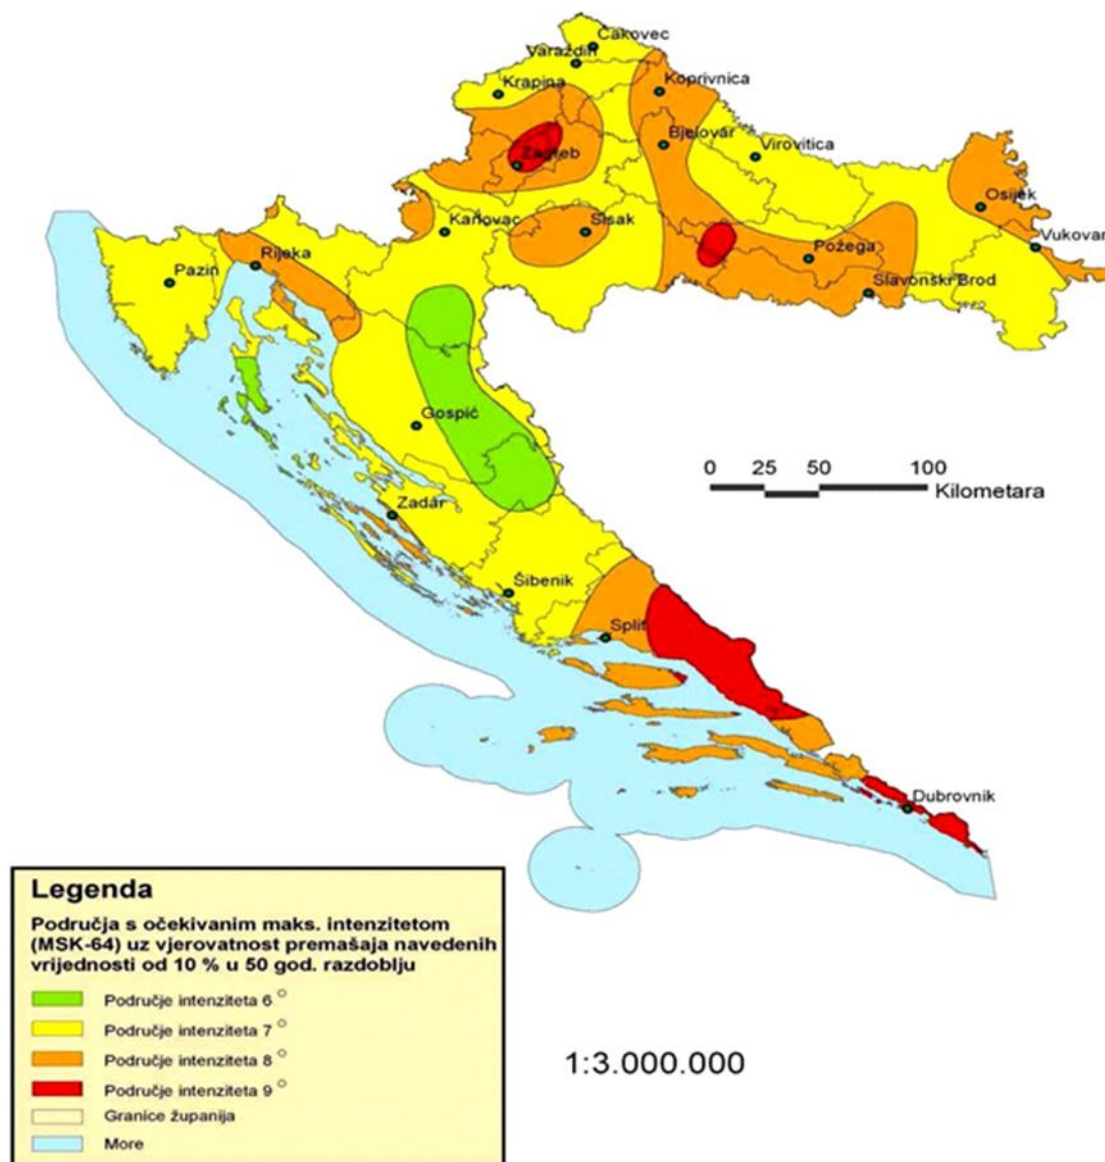 Čakovec
Varaždin
Krapina
Koprivnica
Bjelovar
Virovitica
Zagreb
Osijek
Karlovac
Sisak
Vukovar
Rijeka
Požega
Pazin
Slavonski Brod
Gospić
0 25 50 100
Kilometara
Zadar
Šibenik
Split
Dubrovnik
Legenda
Područja s očekivanim maks. intenzitetom
(MSK-64) uz vjerovatnost premašaja navedenih
vrijednosti od 10 % u 50 god. razdoblju
Područje intenziteta 6 °
Područje intenziteta 7 °
Područje intenziteta 8 °
Područje intenziteta 9 °
Granice županija
More
1:3.000.000